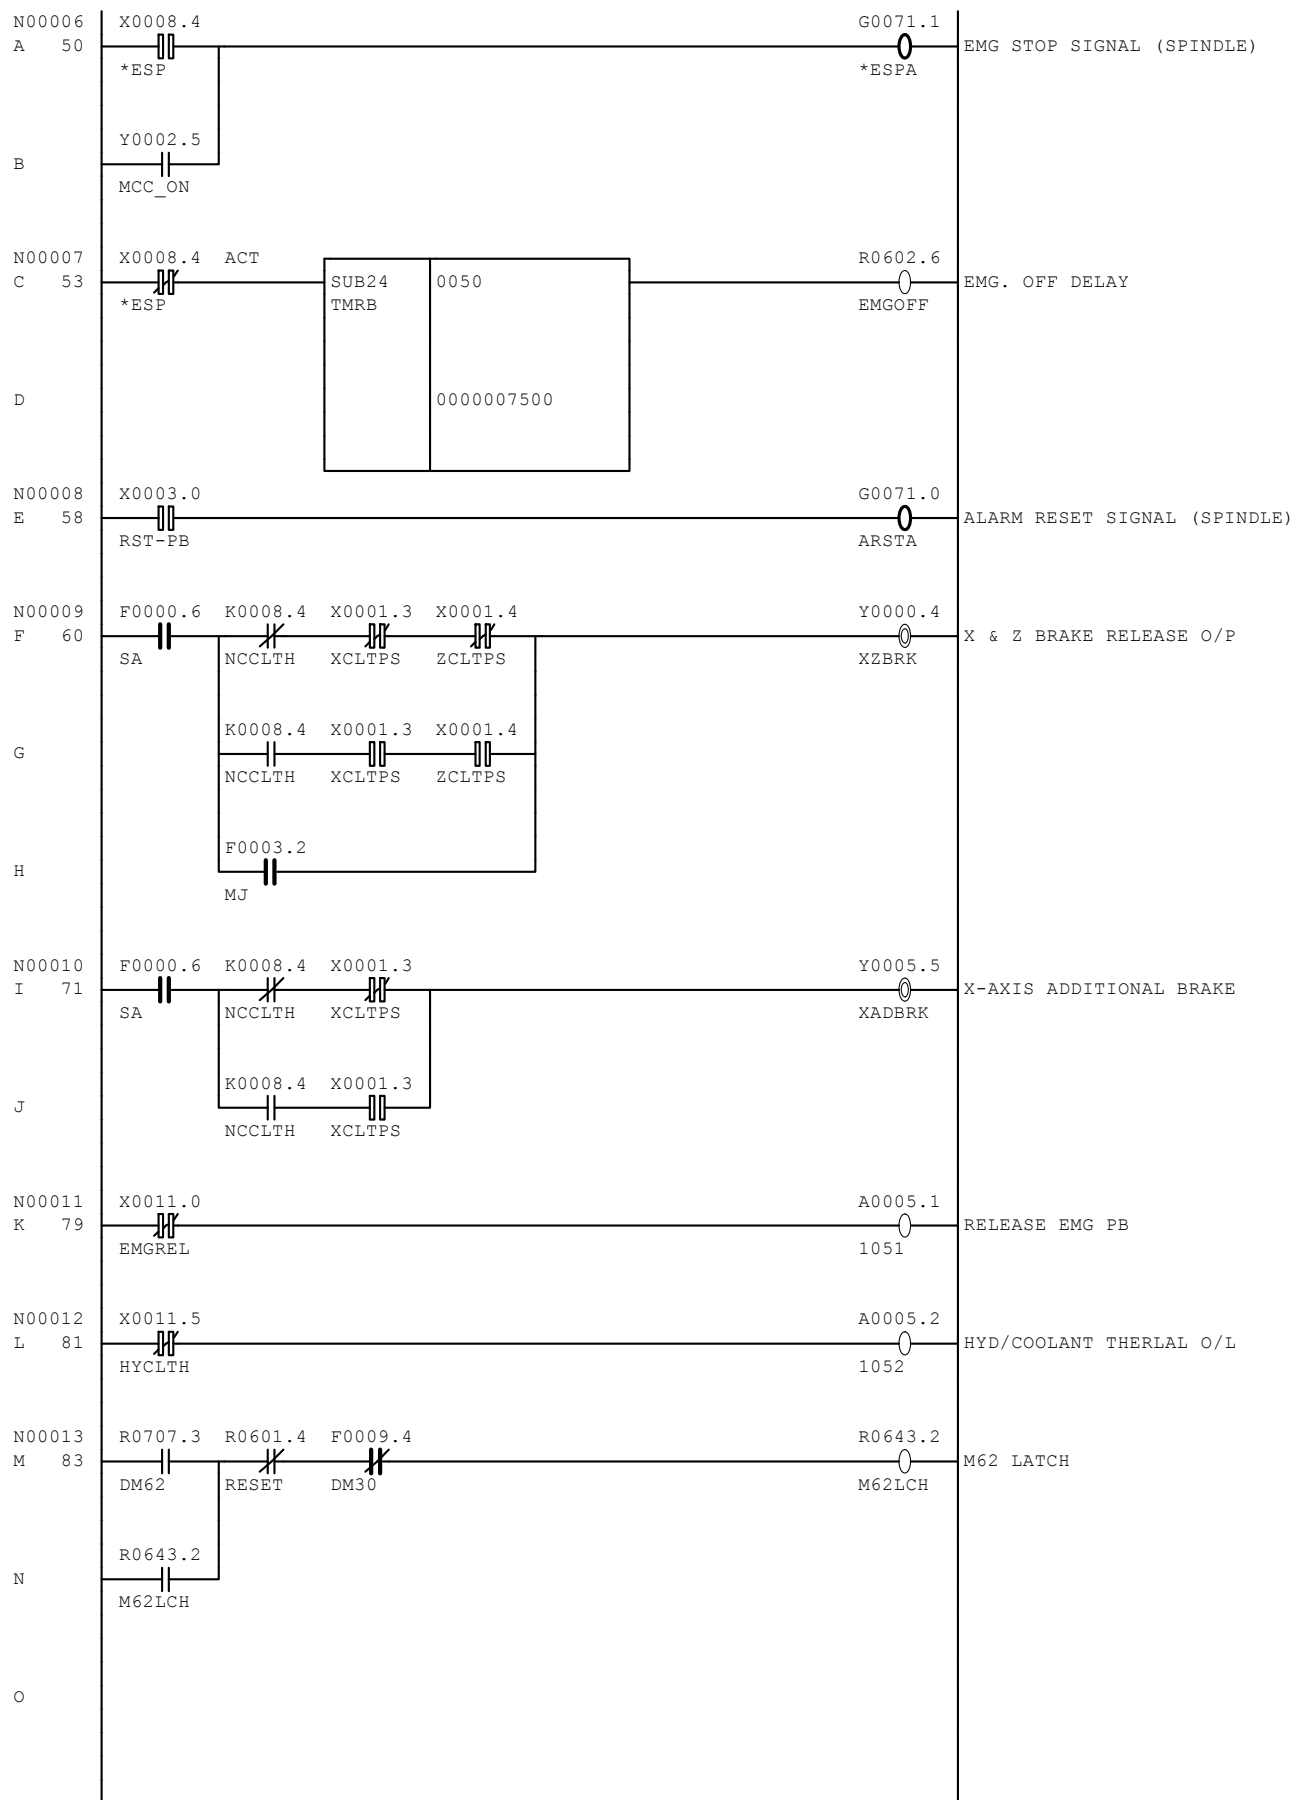 N00006 X0008.4 G0071.1
A 50 EMG STOP SIGNAL (SPINDLE)
*ESP *ESPA
Y0002.5
B
MCC_ON
N00007 X0008.4 ACT R0602.6
C 53 SUB24 0050 EMG. OFF DELAY
*ESP TMRB EMGOFF
D 0000007500
N00008 X0003.0 G0071.0
E 58 ALARM RESET SIGNAL (SPINDLE)
RST-PB ARSTA
N00009 F0000.6 K0008.4 X0001.3 X0001.4 Y0000.4
F 60 X & Z BRAKE RELEASE O/P
SA NCCLTH XCLTPS ZCLTPS XZBRK
K0008.4 X0001.3 X0001.4
G
NCCLTH XCLTPS ZCLTPS
F0003.2
H
MJ
N00010 F0000.6 K0008.4 X0001.3 Y0005.5
I 71 X-AXIS ADDITIONAL BRAKE
SA NCCLTH XCLTPS XADBRK
K0008.4 X0001.3
J
NCCLTH XCLTPS
N00011 X0011.0 A0005.1
K 79 RELEASE EMG PB
EMGREL 1051
N00012 X0011.5 A0005.2
L 81 HYD/COOLANT THERLAL O/L
HYCLTH 1052
N00013 R0707.3 R0601.4 F0009.4 R0643.2
M 83 M62 LATCH
DM62 RESET DM30 M62LCH
R0643.2
N
M62LCH
O